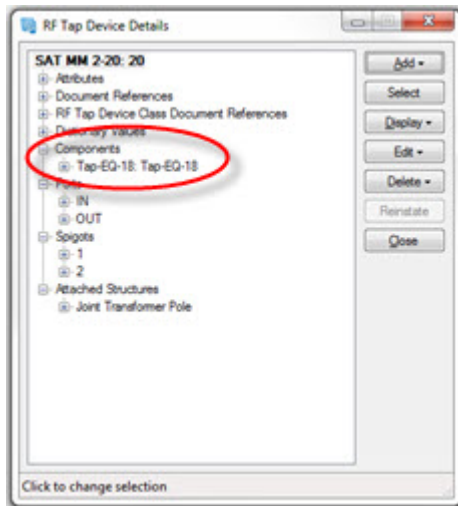 RF Tap Device Details
SAT MM 2-20: 20
Attributes
Document References
RF Tap Device Class Document References
Dictionary Values
Components
Tap-EQ-18: Tap-EQ-18
Ports
IN
OUT
Spigots
1
2
Attached Structures
Joint Transformer Pole
Add
Select
Display
Edit
Delete
Reinstate
Close
Click to change selection